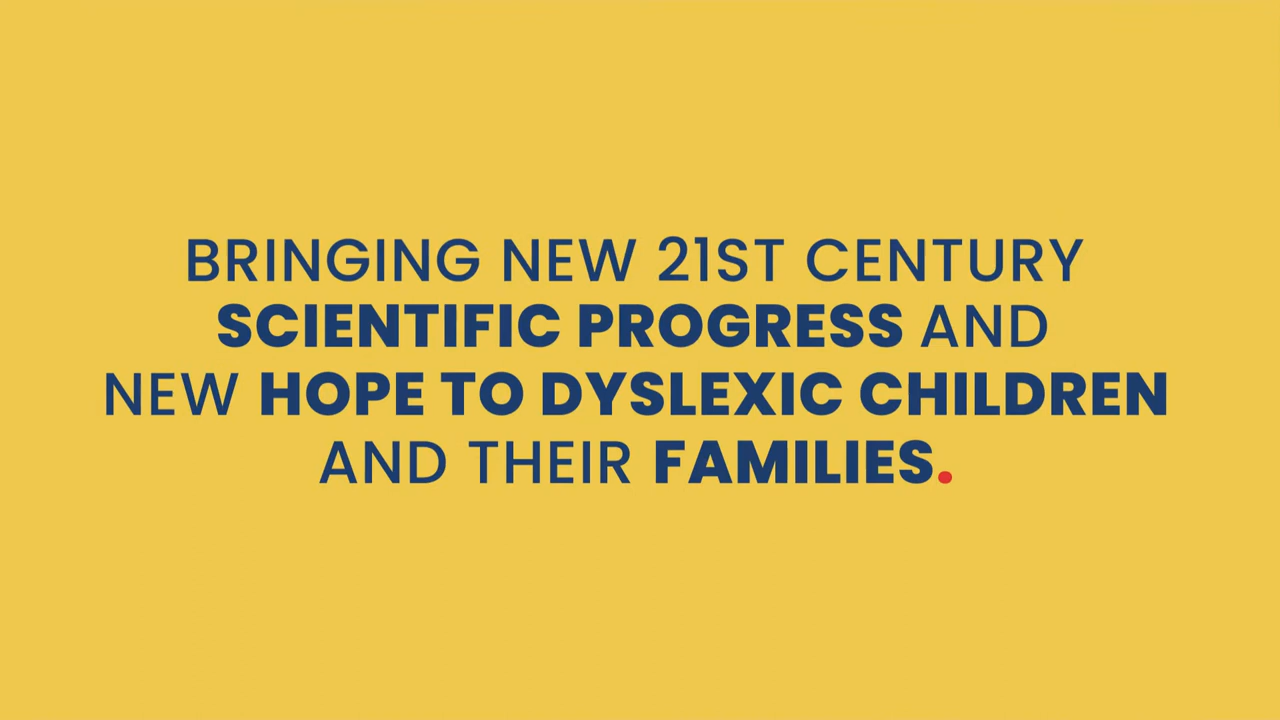 BRINGING NEW 21ST CENTURY
SCIENTIFIC PROGRESS AND
NEW HOPE TO DYSLEXIC CHILDREN
AND THEIR FAMILIES.